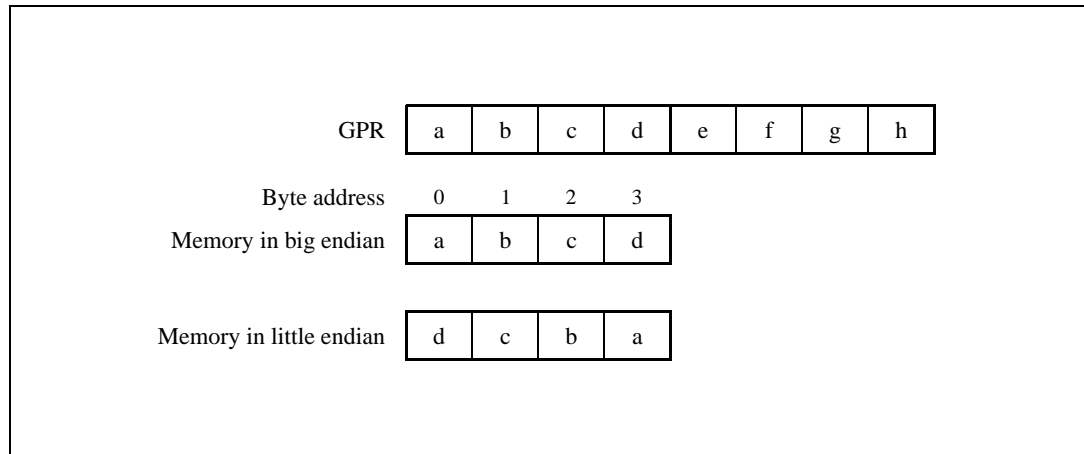 GPR a b c d e f g h
Byte address 0 1 2 3
Memory in big endian a b c d
Memory in little endian d c b a